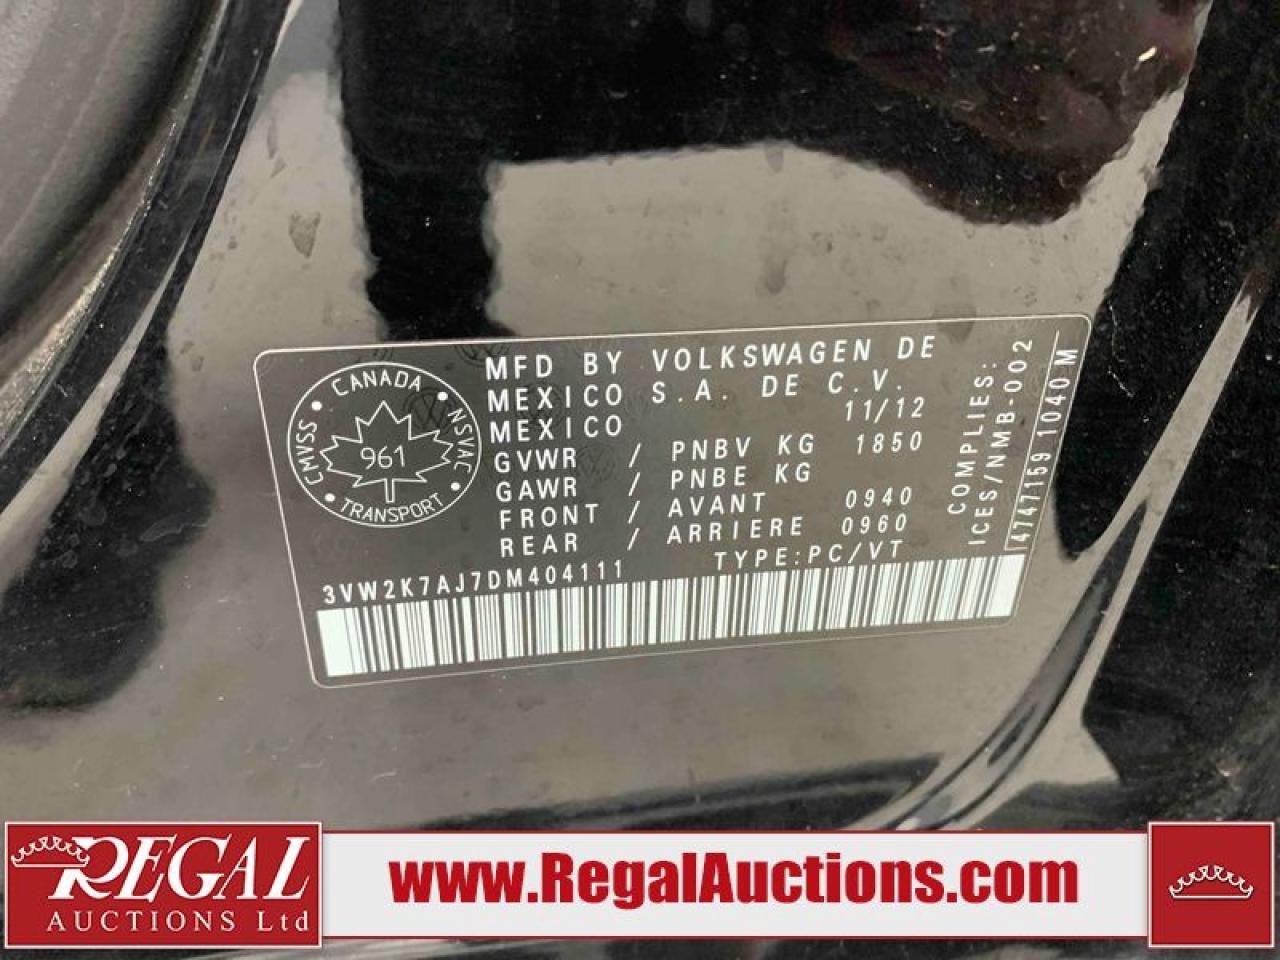 CANADA
CMVSS
NSVAC
961
TRANSPORT
MFD BY VOLKSWAGEN DE
MEXICO S.A. DE C.V.
MEXICO 11/12
GVWR / PNBV KG 1850
GAWR / PNBE KG
FRONT / AVANT 0940
REAR / ARRIERE 0960
TYPE:PC/VT
3VW2K7AJ7DM404111
COMPLIES:
ICES/NMB-002
14747159 1040 M
REGAL
AUCTIONS Ltd
www.RegalAuctions.com